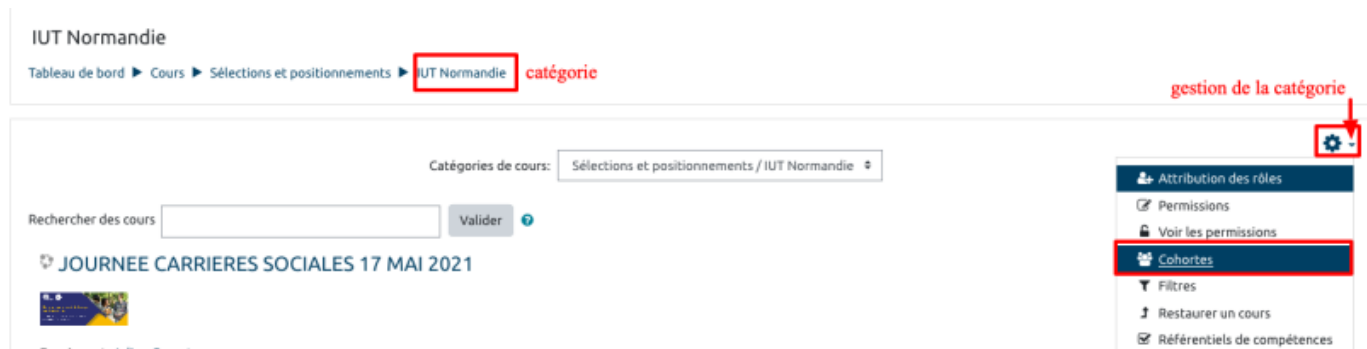 IUT Normandie
Tableau de bord ▶ Cours ▶ Sélections et positionnements ▶ IUT Normandie catégorie
gestion de la catégorie
Catégories de cours: Sélections et positionnements / IUT Normandie
Attribution des rôles
Permissions
Rechercher des cours Valider
Voir les permissions
JOURNEE CARRIERES SOCIALES 17 MAI 2021
Cohortes
Filtres
Restaurer un cours
Référentiels de compétences